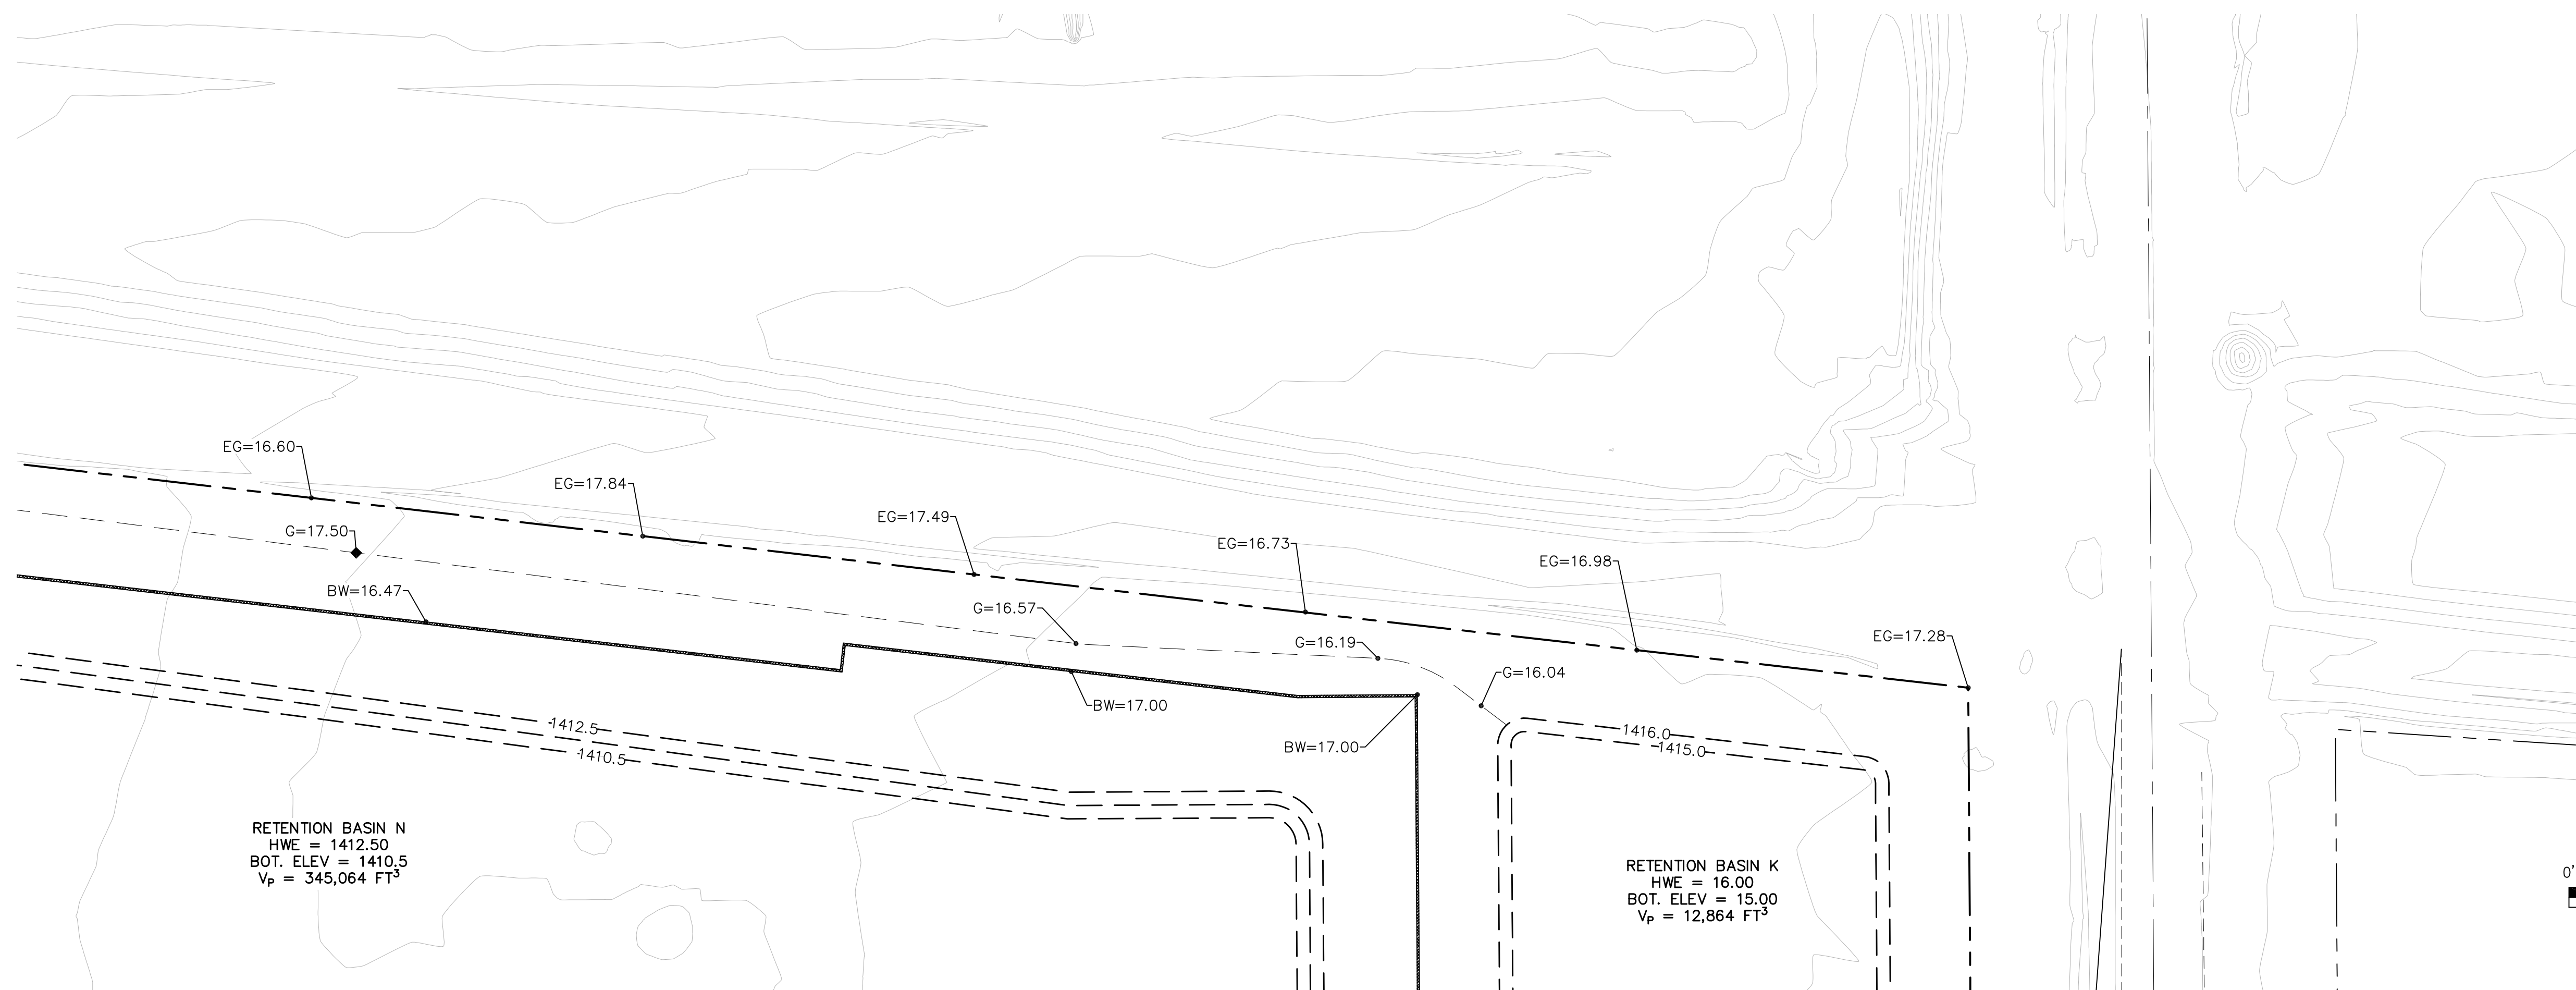 EG=16.60
EG=17.84
EG=17.49
G=17.50
EG=16.73
EG=16.98
BW=16.47
G=16.57
G=16.19
EG=17.28
G=16.04
BW=17.00
1412.5
1410.5
BW=17.00
1416.0
1415.0
RETENTION BASIN N
HWE = 1412.50
BOT. ELEV = 1410.5
VP = 345,064 FT³
RETENTION BASIN K
HWE = 16.00
BOT. ELEV = 15.00
VP = 12,864 FT³
0'